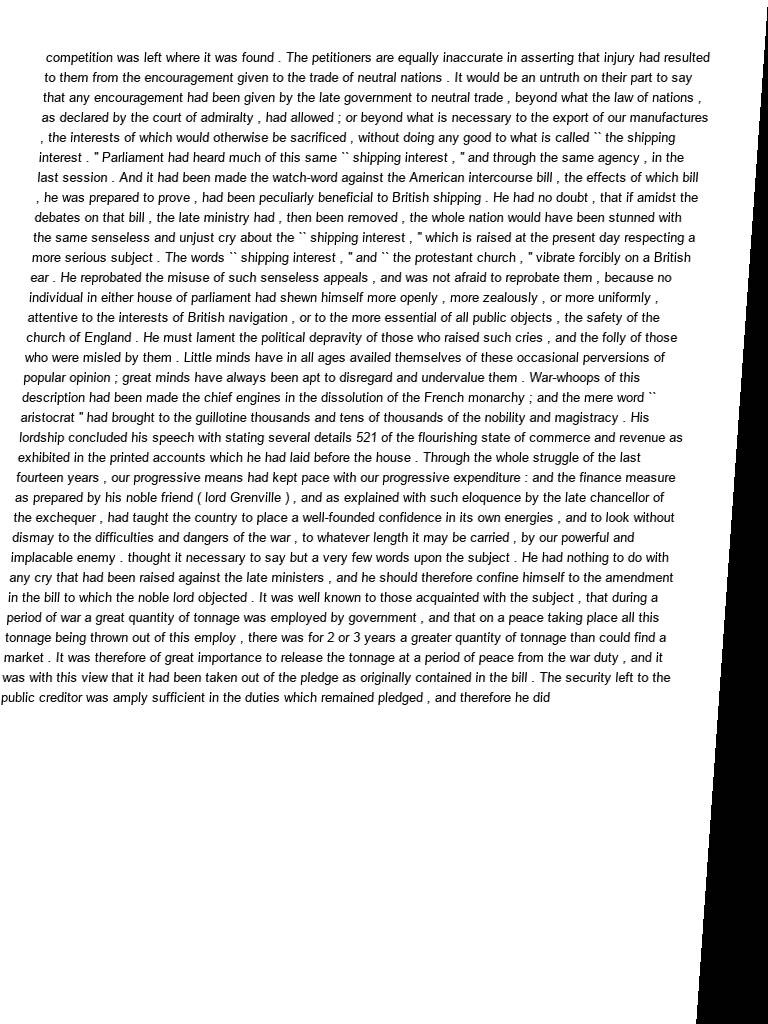 competition was left where it was found . The petitioners are equally inaccurate in asserting that injury had resulted
to them from the encouragement given to the trade of neutral nations . It would be an untruth on their part to say
that any encouragement had been given by the late government to neutral trade , beyond what the law of nations ,
as declared by the court of admiralty , had allowed ; or beyond what is necessary to the export of our manufactures
, the interests of which would otherwise be sacrificed , without doing any good to what is called `` the shipping
interest . " Parliament had heard much of this same `` shipping interest , " and through the same agency , in the
last session . And it had been made the watch-word against the American intercourse bill , the effects of which bill
, he was prepared to prove , had been peculiarly beneficial to British shipping . He had no doubt , that if amidst the
debates on that bill , the late ministry had , then been removed , the whole nation would have been stunned with
the same senseless and unjust cry about the `` shipping interest , " which is raised at the present day respecting a
more serious subject . The words `` shipping interest , " and `` the protestant church , " vibrate forcibly on a British
ear . He reprobated the misuse of such senseless appeals , and was not afraid to reprobate them , because no
individual in either house of parliament had shewn himself more openly , more zealously , or more uniformly ,
attentive to the interests of British navigation , or to the more essential of all public objects , the safety of the
church of England . He must lament the political depravity of those who raised such cries , and the folly of those
who were misled by them . Little minds have in all ages availed themselves of these occasional perversions of
popular opinion ; great minds have always been apt to disregard and undervalue them . War-whoops of this
description had been made the chief engines in the dissolution of the French monarchy ; and the mere word ``
aristocrat " had brought to the guillotine thousands and tens of thousands of the nobility and magistracy . His
lordship concluded his speech with stating several details 521 of the flourishing state of commerce and revenue as
exhibited in the printed accounts which he had laid before the house . Through the whole struggle of the last
fourteen years , our progressive means had kept pace with our progressive expenditure : and the finance measure
as prepared by his noble friend ( lord Grenville ) , and as explained with such eloquence by the late chancellor of
the exchequer , had taught the country to place a well-founded confidence in its own energies , and to look without
dismay to the difficulties and dangers of the war , to whatever length it may be carried , by our powerful and
implacable enemy . thought it necessary to say but a very few words upon the subject . He had nothing to do with
any cry that had been raised against the late ministers , and he should therefore confine himself to the amendment
in the bill to which the noble lord objected . It was well known to those acquainted with the subject , that during a
period of war a great quantity of tonnage was employed by government , and that on a peace taking place all this
tonnage being thrown out of this employ , there was for 2 or 3 years a greater quantity of tonnage than could find a
market . It was therefore of great importance to release the tonnage at a period of peace from the war duty , and it
was with this view that it had been taken out of the pledge as originally contained in the bill . The security left to the
public creditor was amply sufficient in the duties which remained pledged , and therefore he did